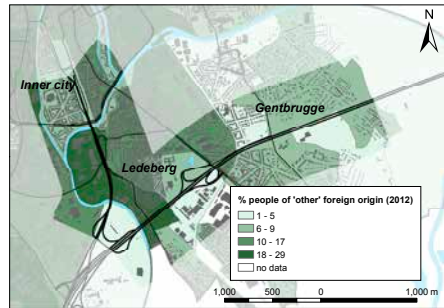 N
Inner city
Gentbrugge
Ledeberg
% people of 'other' foreign origin (2012)
1 - 5
6 - 9
10 - 17
18 - 29
no data
1,000 500 0 1,000 m